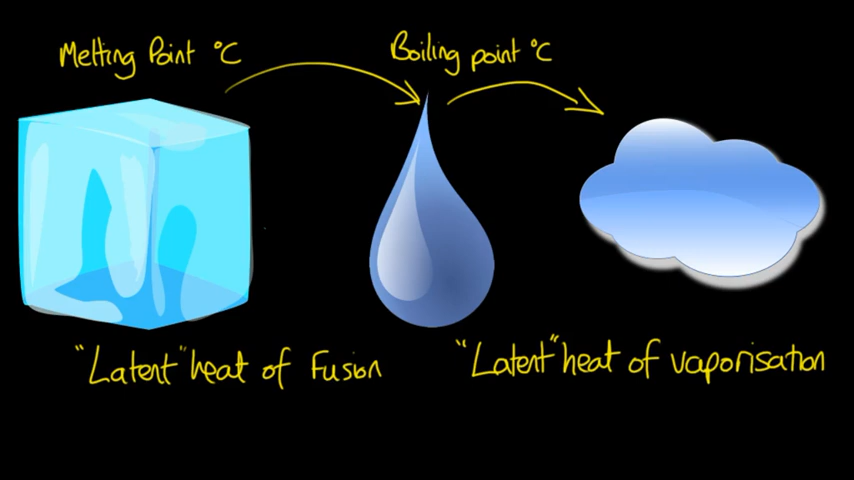 Melting Point °C
Boiling point °C
"Latent" heat of Fusion
"Latent" heat of vaporisation